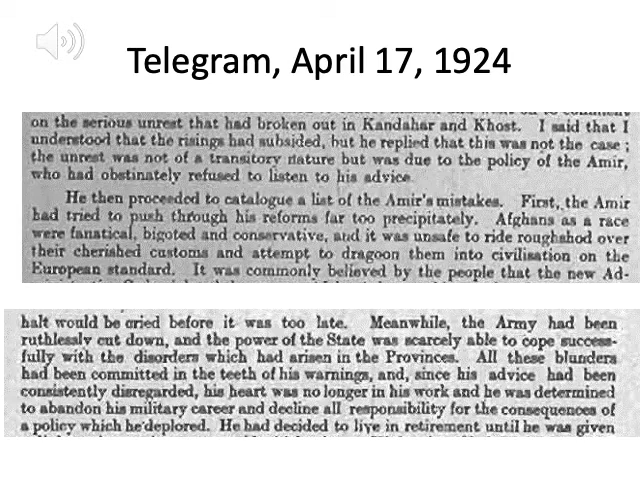 Telegram, April 17, 1924
on the serious unrest that had broken out in Kandahar and Khost. I said that I
understood that the risings had subsided, but he replied that this was not the case ;
the unrest was not of a transitory nature but was due to the policy of the Amir,
who had obstinately refused to listen to his advice.
He then proceeded to catalogue a list of the Amir's mistakes. First, the Amir
had tried to push through his reforms far too precipitately. Afghans as a race
were fanatical, bigoted and conservative, and it was unsafe to ride roughshod over
their cherished customs and attempt to dragoon them into civilisation on the
European standard. It was commonly believed by the people that the new Ad-
halt would be cried before it was too late. Meanwhile, the Army had been
ruthlessly cut down, and the power of the State was scarcely able to cope success-
fully with the disorders which had arisen in the Provinces. All these blunders
had been committed in the teeth of his warnings, and, since his advice had been
consistently disregarded, his heart was no longer in his work and he was determined
to abandon his military career and decline all responsibility for the consequences of
a policy which he deplored. He had decided to live in retirement until he was given